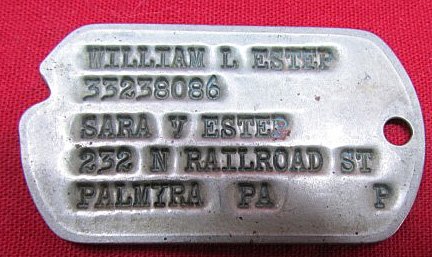 WILLIAM L ESTEP
33238086
SARA V ESTEP
232 N RAILROAD ST
PALMYRA PA P